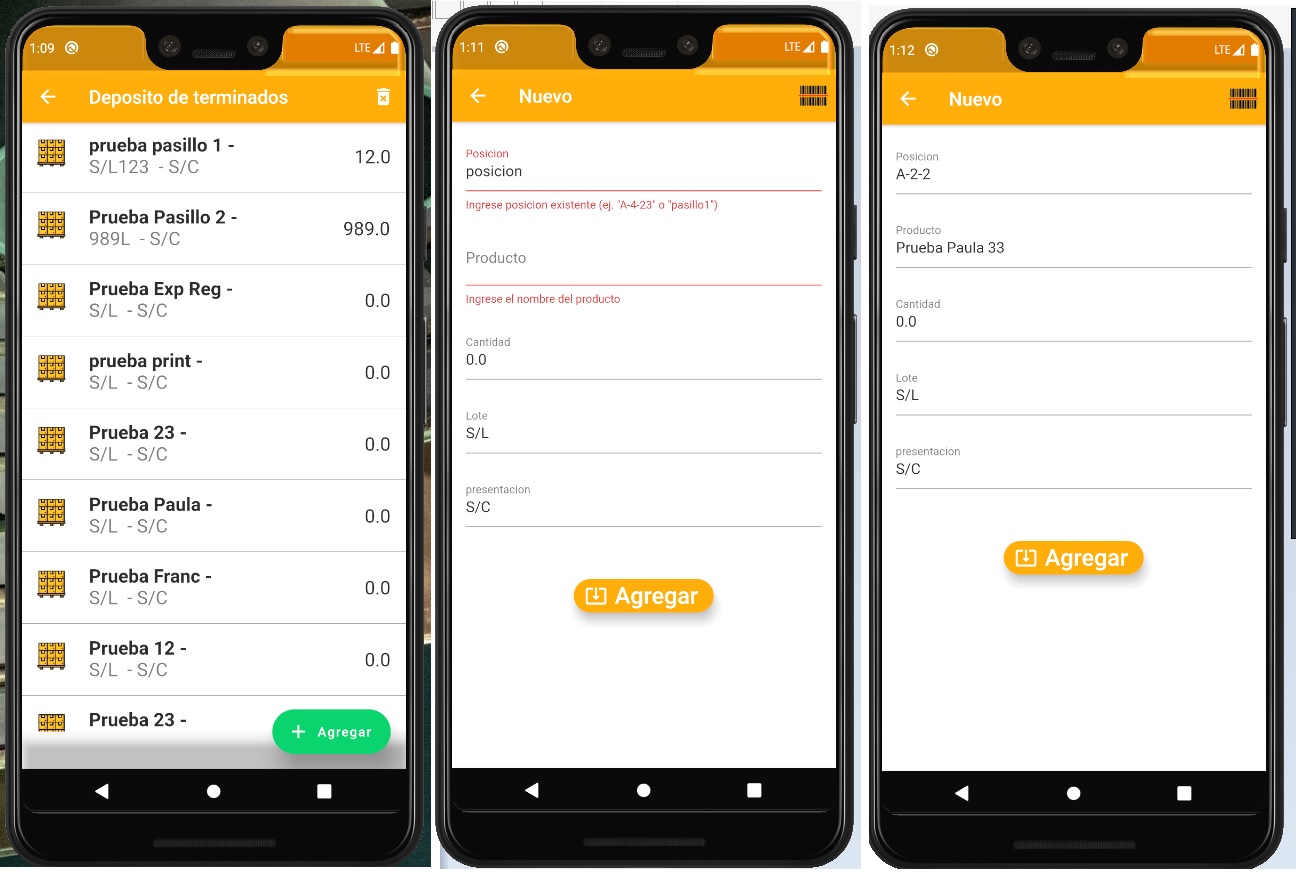 1:09
LTE
Deposito de terminados
prueba pasillo 1 -
S/L123 - S/C
12.0
Prueba Pasillo 2 -
989L - S/C
989.0
Prueba Exp Reg -
S/L - S/C
0.0
prueba print -
S/L - S/C
0.0
Prueba 23 -
S/L - S/C
0.0
Prueba Paula -
S/L - S/C
0.0
Prueba Franc -
S/L - S/C
0.0
Prueba 12 -
S/L - S/C
0.0
Prueba 23 -
+ Agregar
1:11
LTE
Nuevo
Posicion
posicion
Ingrese posicion existente (ej. "A-4-23" o "pasillo1")
Producto
Ingrese el nombre del producto
Cantidad
0.0
Lote
S/L
presentacion
S/C
Agregar
1:12
LTE
Nuevo
Posicion
A-2-2
Producto
Prueba Paula 33
Cantidad
0.0
Lote
S/L
presentacion
S/C
Agregar